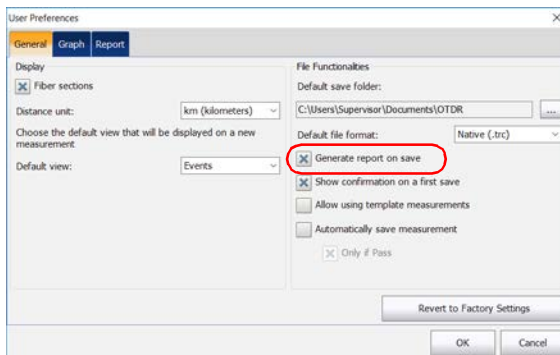 User Preferences
General Graph Report
Display
Fiber sections
Distance unit: km (kilometers)
Choose the default view that will be displayed on a new
measurement
Default view: Events
File Functionalities
Default save folder:
C:\Users\Supervisor\Documents\OTDR ...
Default file format: Native (.trc)
Generate report on save
Show confirmation on a first save
Allow using template measurements
Automatically save measurement
Only if Pass
Revert to Factory Settings
OK Cancel